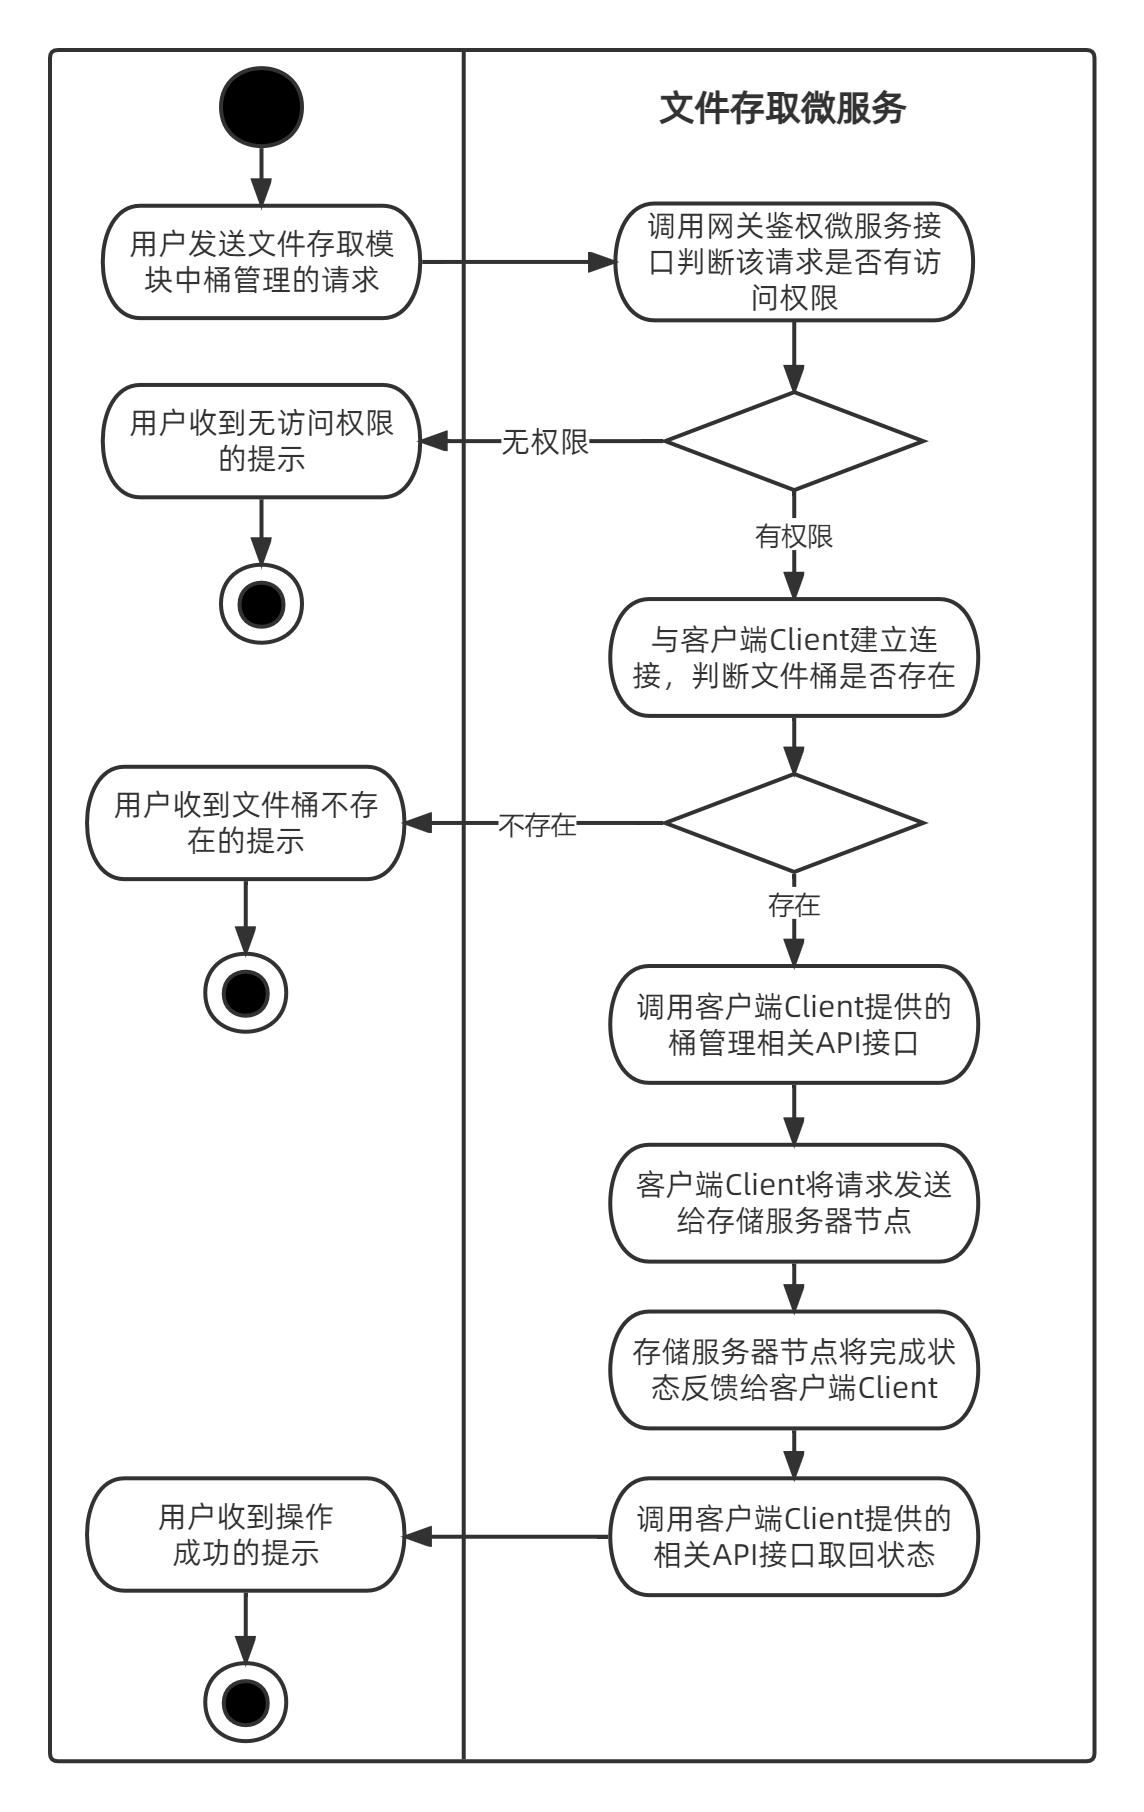 文件存取微服务
用户发送文件存取模
块中桶管理的请求
调用网关鉴权微服务接
口判断该请求是否有访
问权限
用户收到无访问权限
的提示
无权限
有权限
与客户端Client建立连
接，判断文件桶是否存在
用户收到文件桶不存
在的提示
不存在
存在
调用客户端Client提供的
桶管理相关API接口
客户端Client将请求发送
给存储服务器节点
存储服务器节点将完成状
态反馈给客户端Client
用户收到操作
成功的提示
调用客户端Client提供的
相关API接口取回状态